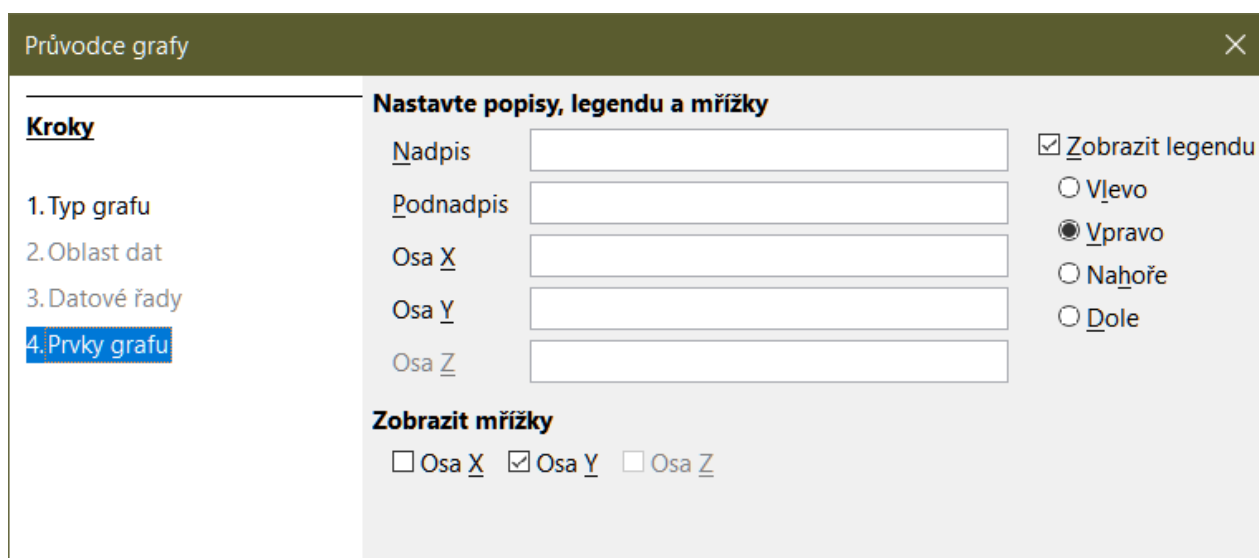 Průvodce grafy
Kroky
1. Typ grafu
2. Oblast dat
3. Datové řady
4. Prvky grafu
Nastavte popisy, legendu a mřížky
Nadpis
Podnadpis
Osa X
Osa Y
Osa Z
Zobrazit legendu
Vlevo
Vpravo
Nahoře
Dole
Zobrazit mřížky
Osa X Osa Y Osa Z